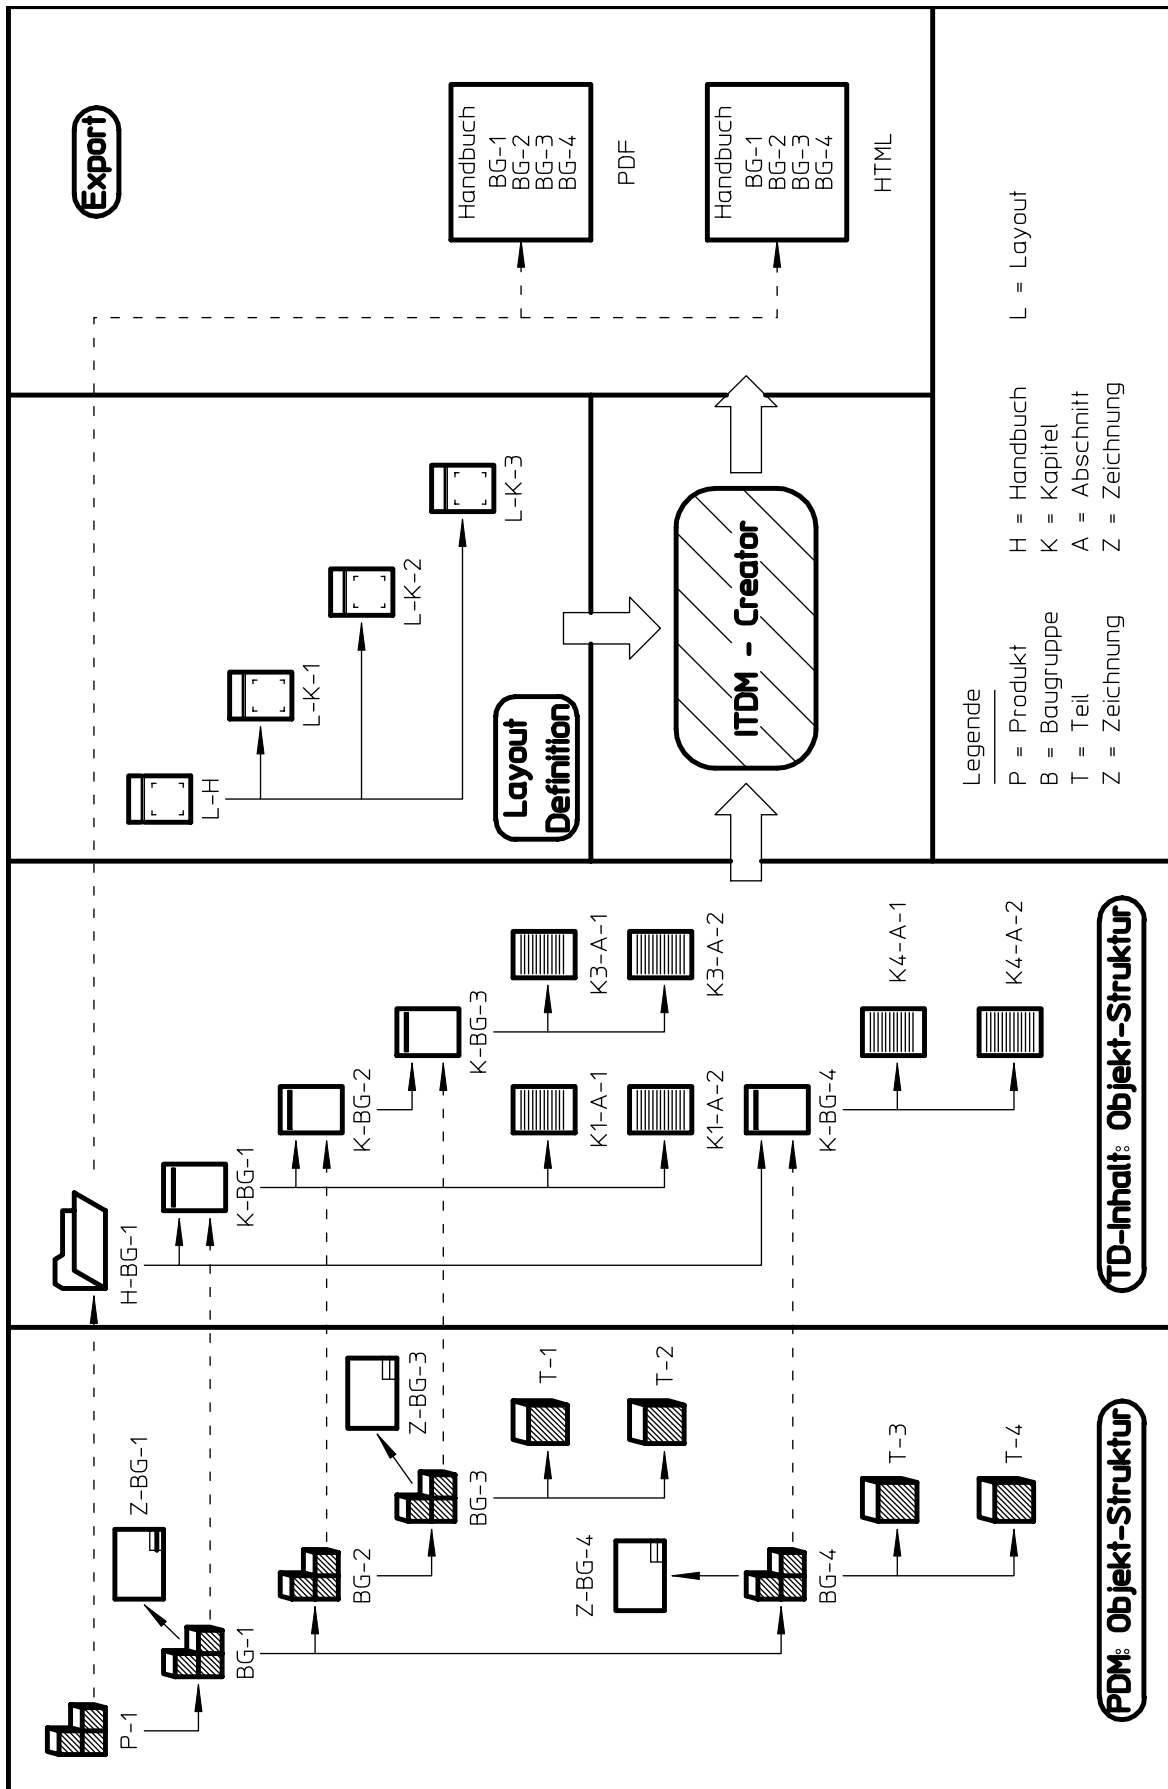 P-1
Z-BG-1
BG-1
BG-2
Z-BG-3
BG-3
T-1
T-2
Z-BG-4
BG-4
T-3
T-4
PDM: Objekt-Struktur
H-BG-1
K-BG-1
K-BG-2
K-BG-3
K1-A-1
K3-A-1
K1-A-2
K3-A-2
K-BG-4
K4-A-1
K4-A-2
TD-Inhalt: Objekt-Struktur
L-H
L-K-1
L-K-2
L-K-3
Layout
Definition
ITDM - Creator
Export
Handbuch
BG-1
BG-2
BG-3
BG-4
PDF
Handbuch
BG-1
BG-2
BG-3
BG-4
HTML
Legende
P = Produkt H = Handbuch L = Layout
B = Baugruppe K = Kapitel
T = Teil A = Abschnitt
Z = Zeichnung Z = Zeichnung